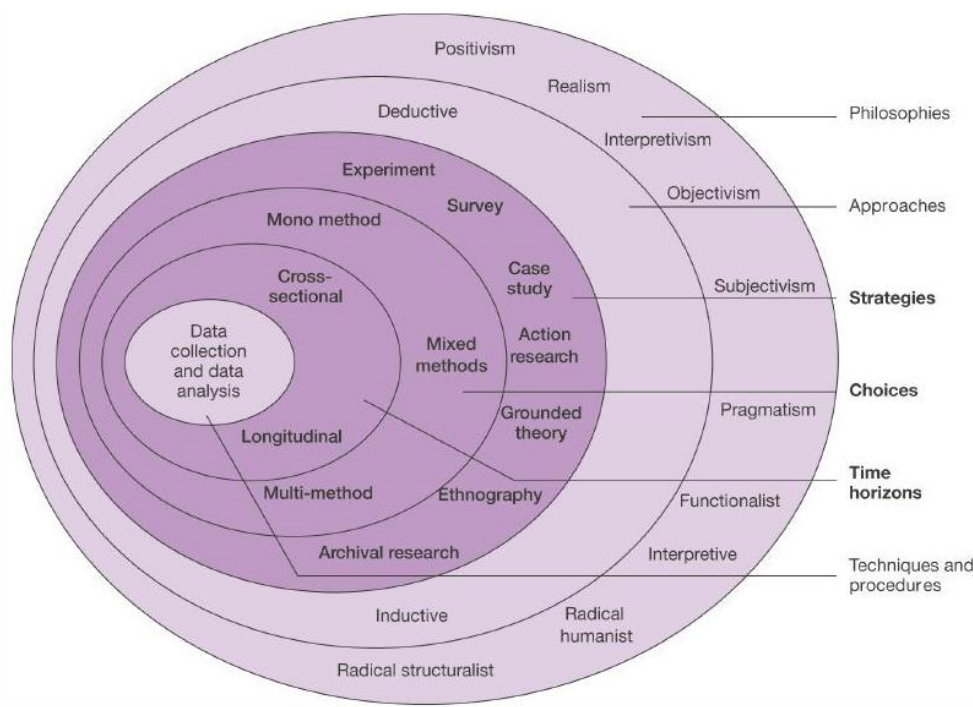 Positivism
Realism
Philosophies
Deductive
Interpretivism
Experiment
Objectivism
Survey
Approaches
Mono method
Cross-
sectional
Case
study
Subjectivism
Strategies
Data
collection
and data
analysis
Mixed
methods
Action
research
Choices
Grounded
theory
Pragmatism
Longitudinal
Time
horizons
Multi-method
Ethnography
Functionalist
Archival research
Interpretive
Techniques and
procedures
Inductive
Radical
humanist
Radical structuralist